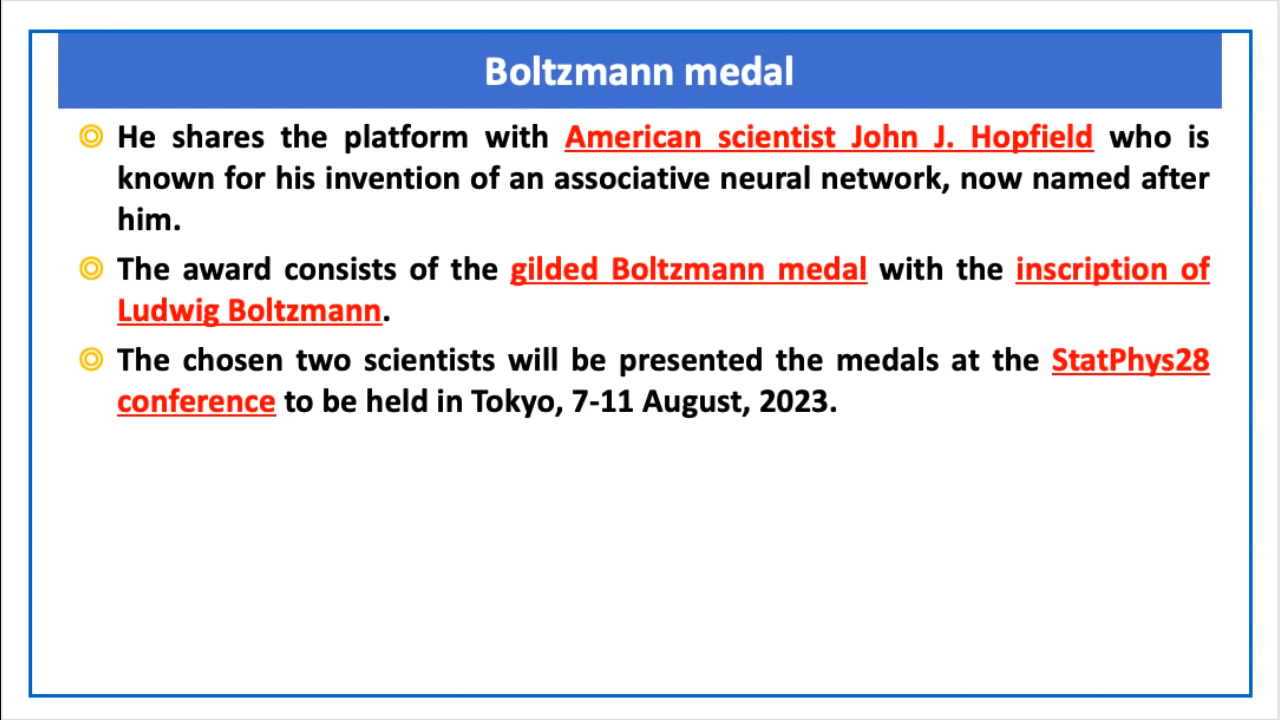 Boltzmann medal
He shares the platform with American scientist John J. Hopfield who is
known for his invention of an associative neural network, now named after
him.
The award consists of the gilded Boltzmann medal with the inscription of
Ludwig Boltzmann.
The chosen two scientists will be presented the medals at the StatPhys28
conference to be held in Tokyo, 7-11 August, 2023.